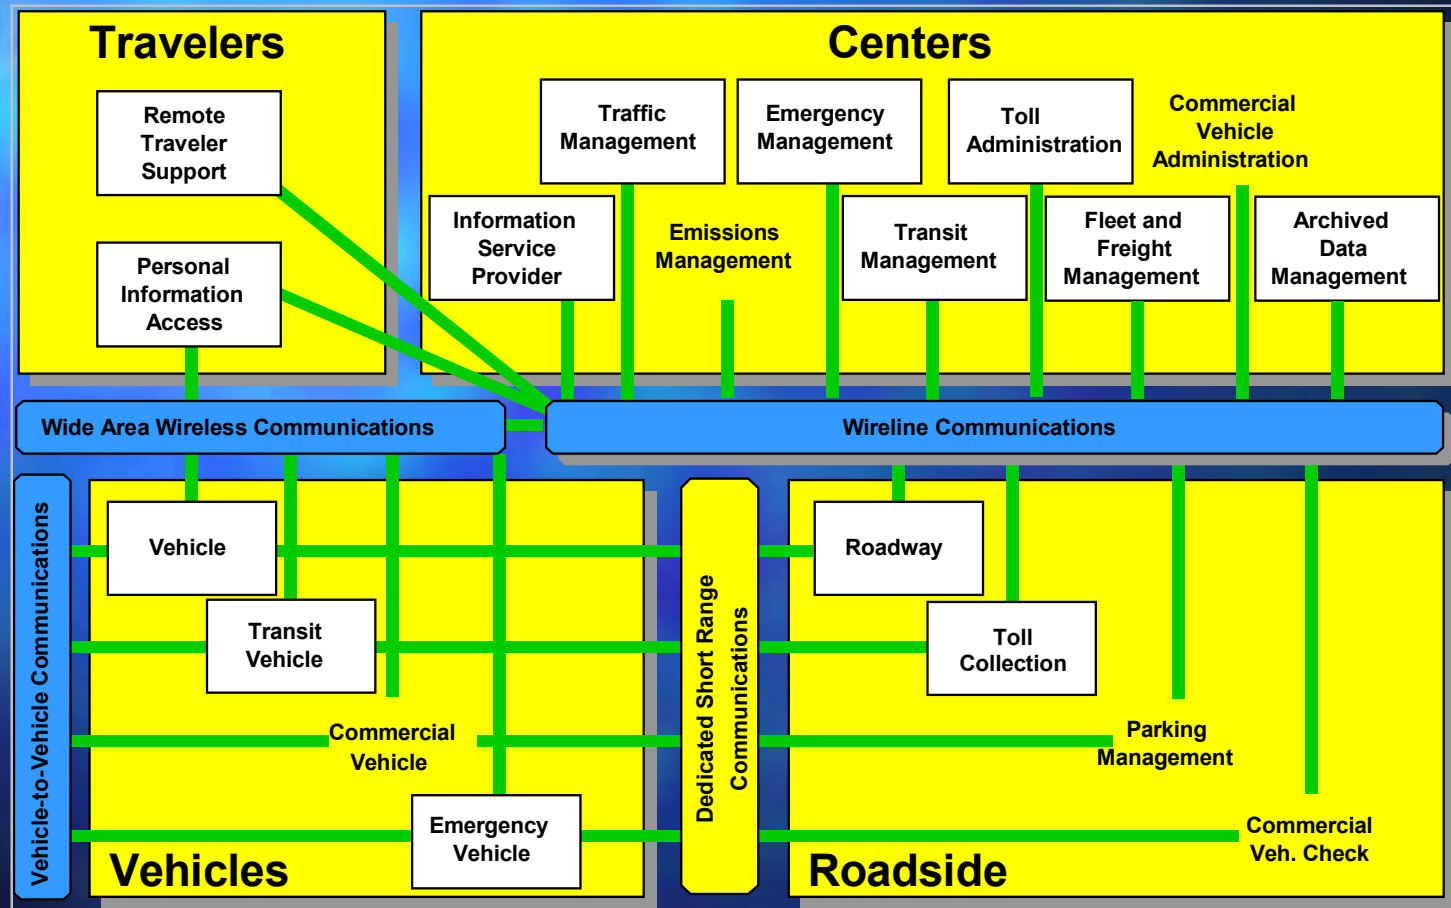 Travelers
Remote
Traveler
Support
Personal
Information
Access
Centers
Traffic
Management
Emergency
Management
Toll
Administration
Commercial
Vehicle
Administration
Information
Service
Provider
Emissions
Management
Transit
Management
Fleet and
Freight
Management
Archived
Data
Management
Wide Area Wireless Communications
Wireline Communications
Vehicle-to-Vehicle Communications
Vehicle
Transit
Vehicle
Commercial
Vehicle
Emergency
Vehicle
Vehicles
Dedicated Short Range
Communications
Roadway
Toll
Collection
Parking
Management
Commercial
Veh. Check
Roadside